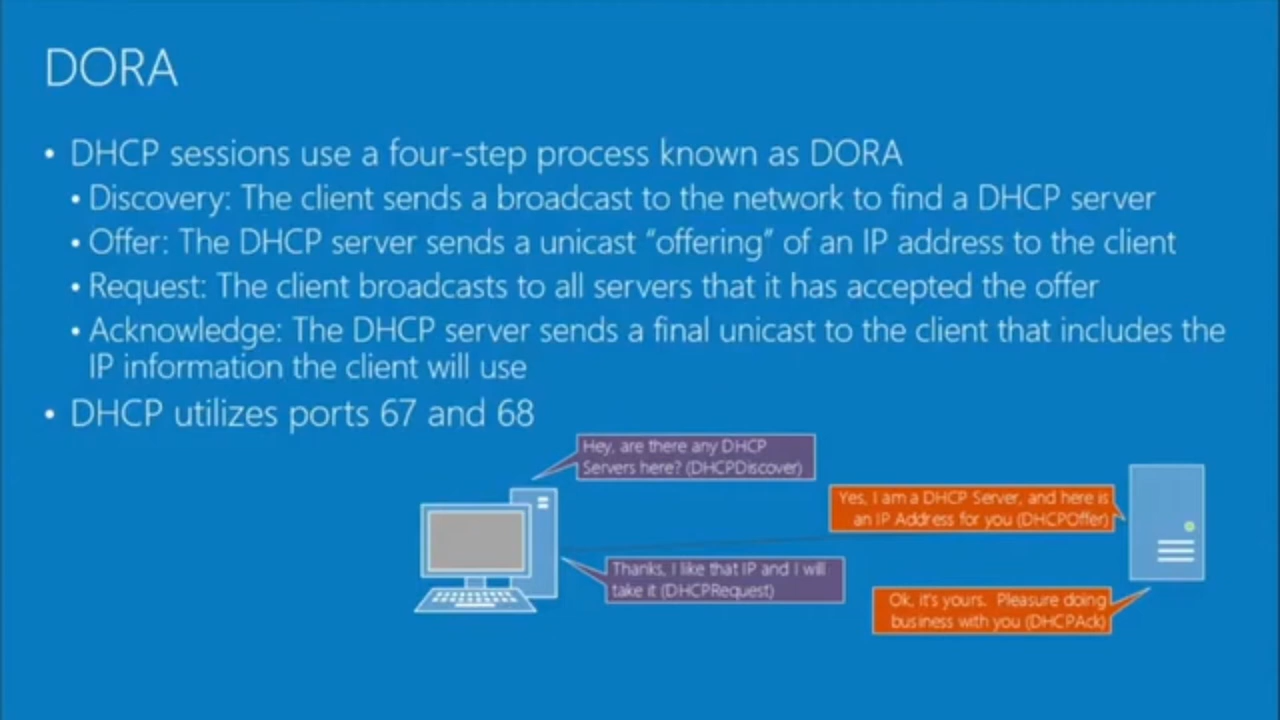 DORA
• DHCP sessions use a four-step process known as DORA
• Discovery: The client sends a broadcast to the network to find a DHCP server
• Offer: The DHCP server sends a unicast “offering” of an IP address to the client
• Request: The client broadcasts to all servers that it has accepted the offer
• Acknowledge: The DHCP server sends a final unicast to the client that includes the
IP information the client will use
• DHCP utilizes ports 67 and 68
Hey, are there any DHCP
Servers here? (DHCPDiscover)
Yes, I am a DHCP Server, and here is
an IP Address for you (DHCPOffer)
Thanks, I like that IP and I will
take it (DHCPRequest)
Ok, it's yours. Pleasure doing
business with you (DHCPAck)